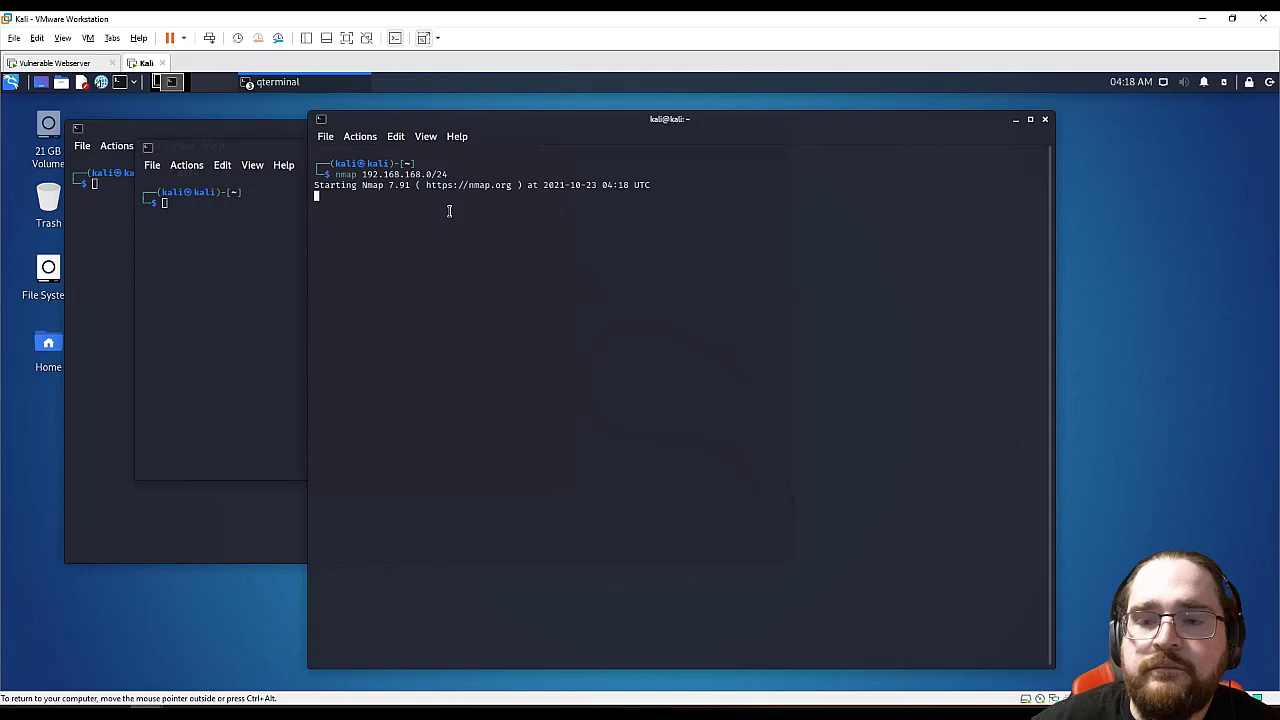 Kali - VMware Workstation
File Edit View VM Tabs Help
Vulnerable Webserver
Kali
qterminal
04:18 AM
21 GB
Volume
Trash
File Syste
Home
File Actions
(kali㉿ka
$
File Actions Edit View Help
(kali㉿kali)-[~]
$
kali@kali: ~
File Actions Edit View Help
(kali㉿kali)-[~]
$ nmap 192.168.168.0/24
Starting Nmap 7.91 ( https://nmap.org ) at 2021-10-23 04:18 UTC
To return to your computer, move the mouse pointer outside or press Ctrl+Alt.